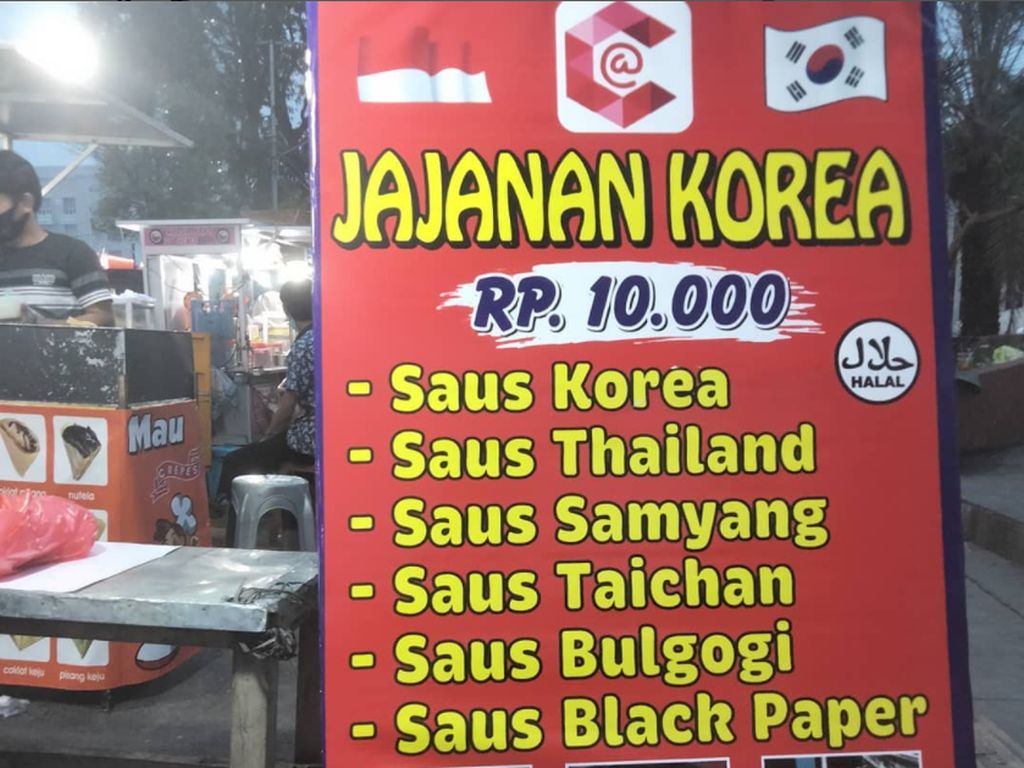 @
JAJANAN KOREA
RP. 10.000
حلال
HALAL
- Saus Korea
- Saus Thailand
- Saus Samyang
- Saus Taichan
- Saus Bulgogi
- Saus Black Paper
Mau
CREPES
nutela
coklat keju
pisang keju